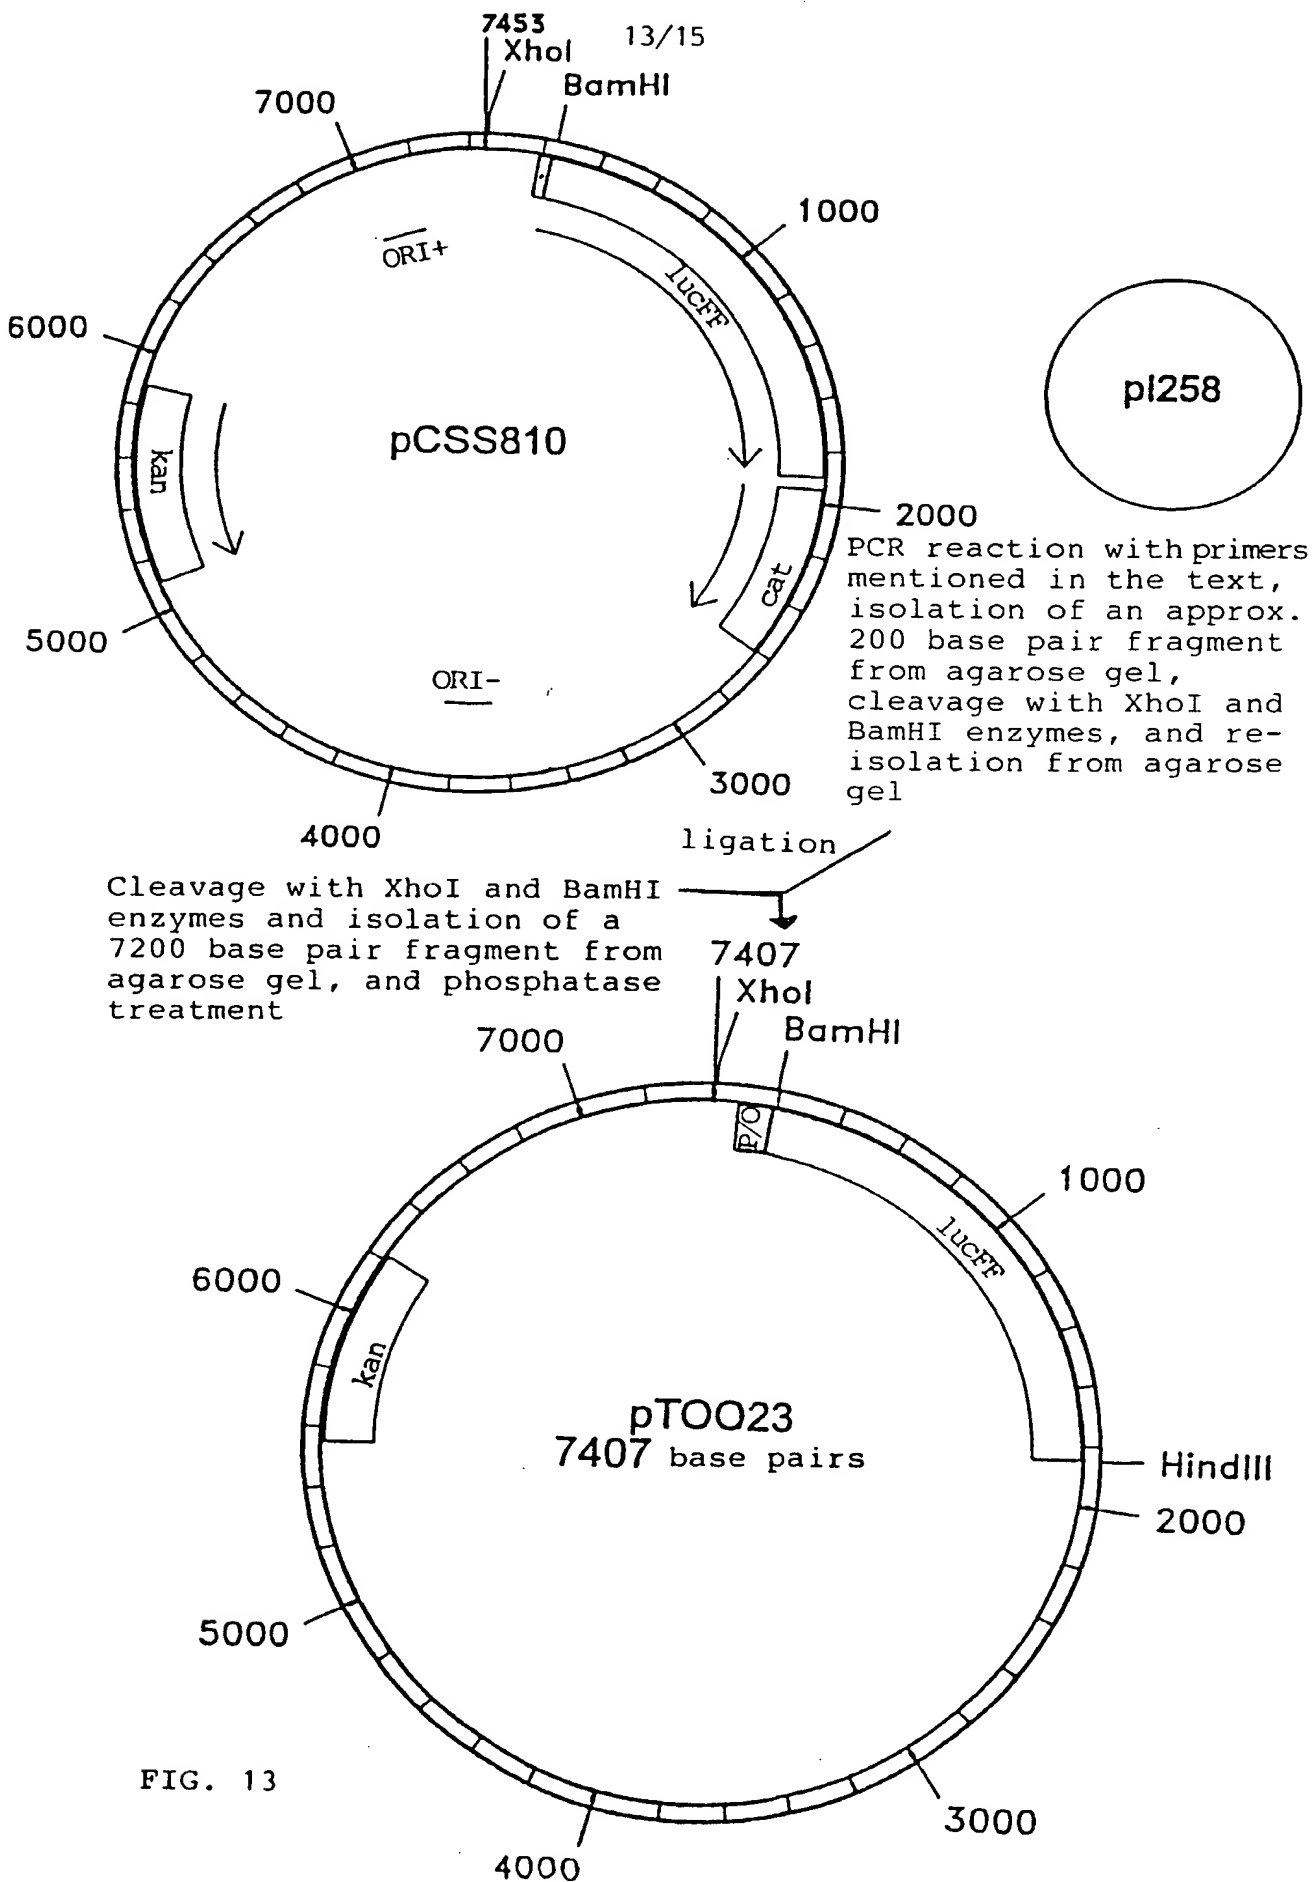 13/15
7453
XhoI
BamHI
7000
1000
ORI+
lucFF
6000
pI258
kan
pCSS810
2000
cat
5000
ORI-
3000
4000
PCR reaction with primers
mentioned in the text,
isolation of an approx.
200 base pair fragment
from agarose gel,
cleavage with XhoI and
BamHI enzymes, and re-
isolation from agarose
gel
ligation
Cleavage with XhoI and BamHI
enzymes and isolation of a
7200 base pair fragment from
agarose gel, and phosphatase
treatment
7407
XhoI
BamHI
7000
P/O
1000
lucFF
6000
kan
pTOO23
7407 base pairs
HindIII
2000
5000
3000
4000
FIG. 13